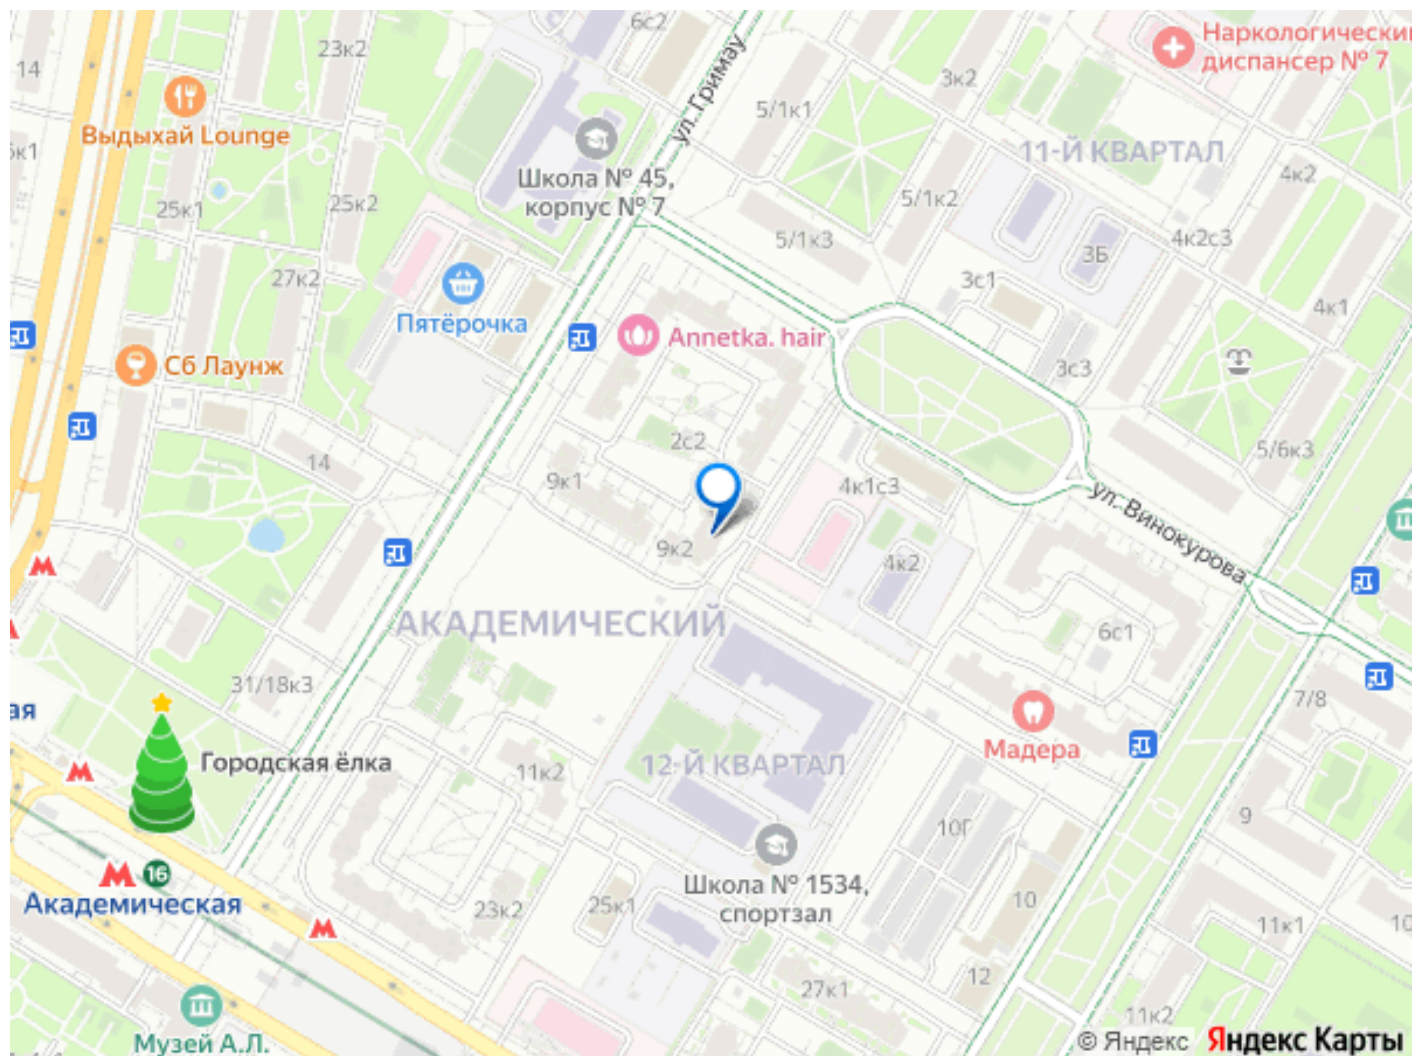 6с2
Наркологический
диспансер № 7
23к2
14
ул. Гримау
3к2
5/1к1
Выдыхай Lounge
к1
11-Й КВАРТАЛ
4к2
Школа № 45,
корпус № 7
25к1
25к2
5/1к2
5/1к3
4к2с3
3Б
27к2
3с1
4к1
Пятёрочка
Annetka. hair
Сб Лаунж
3с3
2с2
5/6к3
14
9к1
4к1с3
ул. Винокурова
9к2
4к2
АКАДЕМИЧЕСКИЙ
6с1
31/18к3
7/8
ая
Мадера
Городская ёлка
11к2
12-Й КВАРТАЛ
9
10Г
16
Школа № 1534,
спортзал
Академическая
23к2
25к1
10
11к1
10
12
27к1
11к2
Музей А.Л.
© Яндекс Яндекс Карты